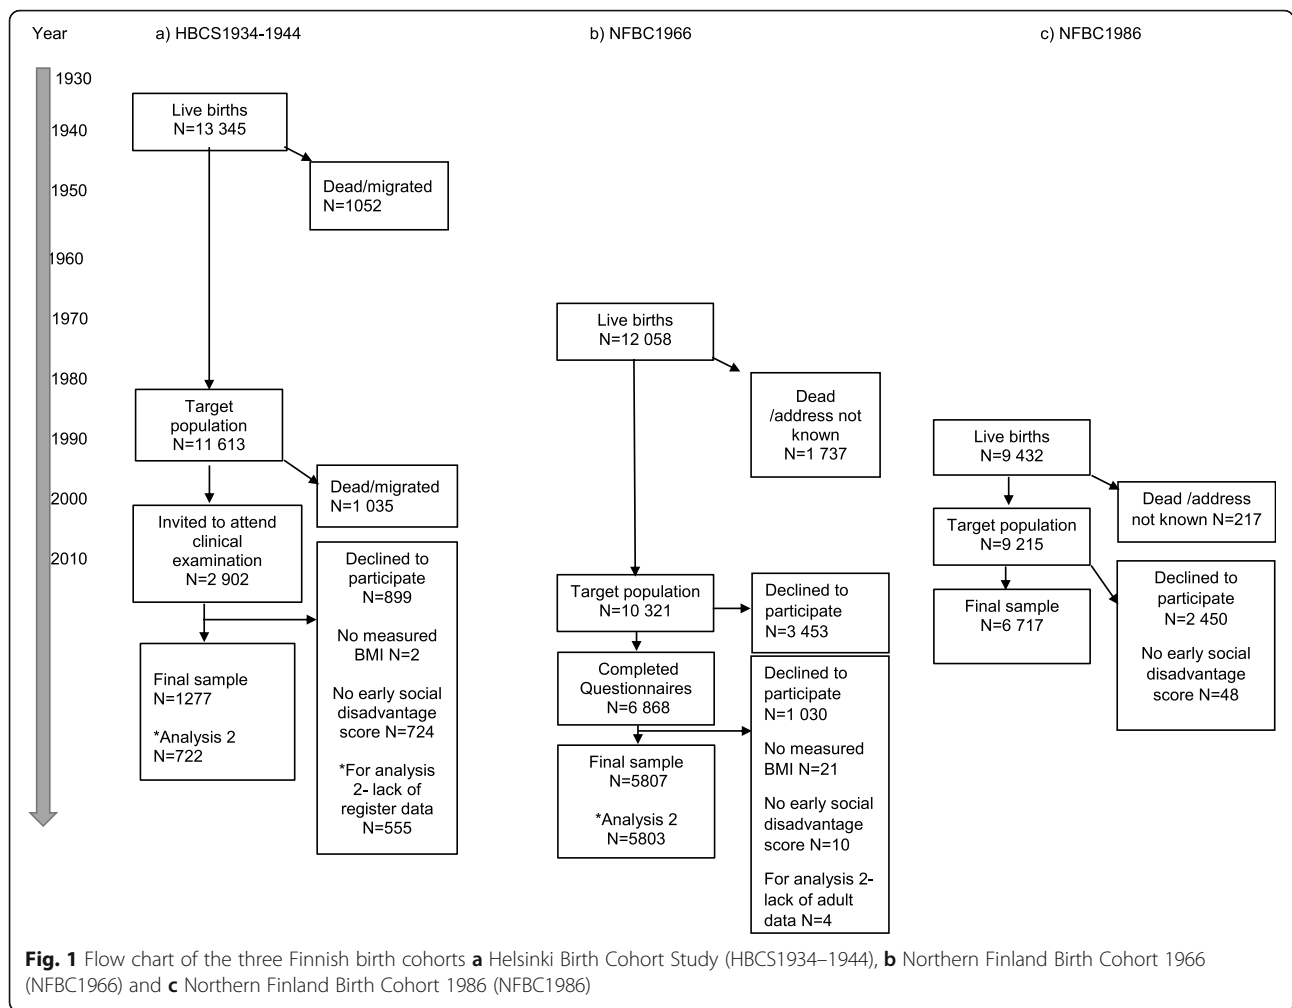 Year
a) HBCS1934-1944
b) NFBC1966
c) NFBC1986
1930
1940
1950
1960
1970
1980
1990
2000
2010
Live births
N=13 345
Dead/migrated
N=1052
Target
population
N=11 613
Dead/migrated
N=1 035
Invited to attend
clinical
examination
N=2 902
Declined to
participate
N=899
No measured
BMI N=2
No early social
disadvantage
score N=724
*For analysis
2- lack of
register data
N=555
Final sample
N=1277
*Analysis 2
N=722
Live births
N=12 058
Dead
/address not
known
N=1 737
Target population
N=10 321
Declined to
participate
N=3 453
Completed
Questionnaires
N=6 868
Declined to
participate
N=1 030
No measured
BMI N=21
No early social
disadvantage
score N=10
For analysis 2-
lack of adult
data N=4
Final sample
N=5807
*Analysis 2
N=5803
Live births
N=9 432
Dead /address
not known N=217
Target population
N=9 215
Declined to
participate
N=2 450
No early social
disadvantage
score N=48
Final sample
N=6 717
Fig. 1 Flow chart of the three Finnish birth cohorts a Helsinki Birth Cohort Study (HBCS1934–1944), b Northern Finland Birth Cohort 1966
(NFBC1966) and c Northern Finland Birth Cohort 1986 (NFBC1986)